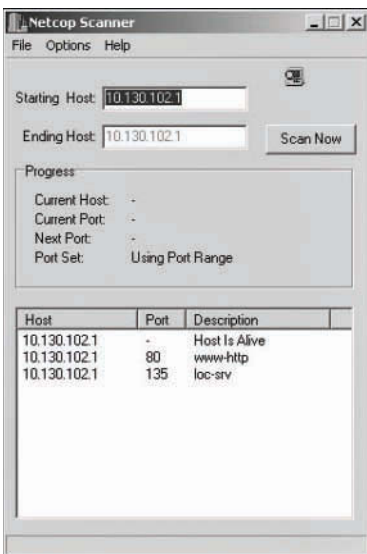 Netcop Scanner
File Options Help
Starting Host: 10.130.102.1
Ending Host: 10.130.102.1
Scan Now
Progress
Current Host: -
Current Port: -
Next Port: -
Port Set: Using Port Range
Host Port Description
10.130.102.1 - Host Is Alive
10.130.102.1 80 www-http
10.130.102.1 135 loc-srv